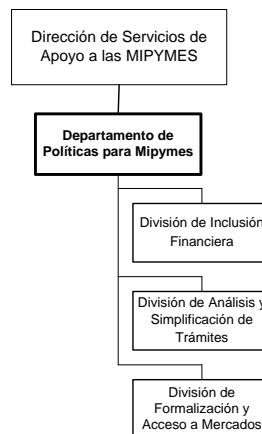 Dirección de Servicios de
Apoyo a las MIPYMES
Departamento de
Políticas para Mipymes
División de Inclusión
Financiera
División de Análisis y
Simplificación de
Trámites
División de
Formalización y
Acceso a Mercados